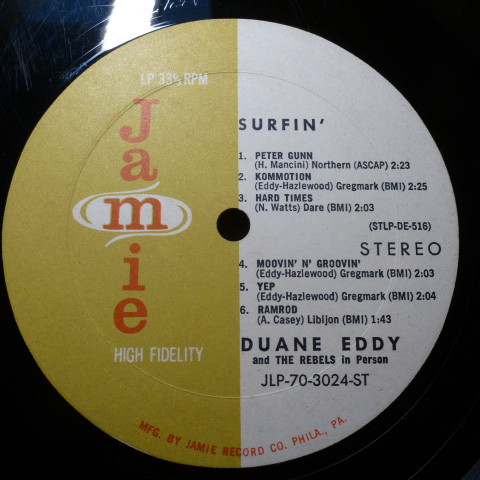 LP 33⅓ RPM
Jamie
HIGH FIDELITY
SURFIN'
1. PETER GUNN
(H. Mancini) Northern (ASCAP) 2:23
2. KOMMOTION
(Eddy-Hazlewood) Gregmark (BMI) 2:25
3. HARD TIMES
(N. Watts) Dare (BMI) 2:03
(STLP-DE-516)
STEREO
4. MOOVIN' N' GROOVIN'
(Eddy-Hazlewood) Gregmark (BMI) 2:03
5. YEP
(Eddy-Hazlewood) Gregmark (BMI) 2:04
6. RAMROD
(A. Casey) Libijon (BMI) 1:43
DUANE EDDY
and THE REBELS in Person
JLP-70-3024-ST
MFG. BY JAMIE RECORD CO. PHILA., PA.